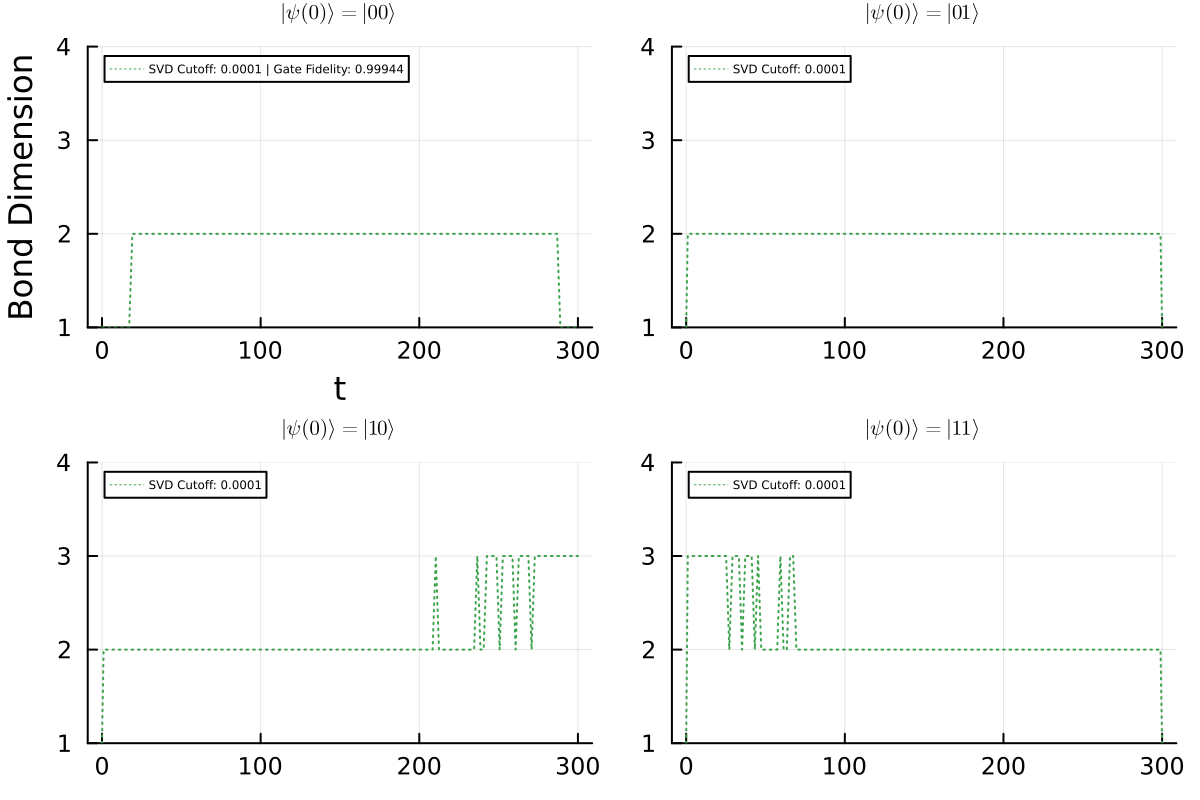 |ψ(0)⟩ = |00⟩
|ψ(0)⟩ = |01⟩
SVD Cutoff: 0.0001 | Gate Fidelity: 0.99944
SVD Cutoff: 0.0001
Bond Dimension
4
3
2
1
0 100 200 300
t
4
3
2
1
0 100 200 300
|ψ(0)⟩ = |10⟩
|ψ(0)⟩ = |11⟩
SVD Cutoff: 0.0001
SVD Cutoff: 0.0001
4
3
2
1
0 100 200 300
4
3
2
1
0 100 200 300